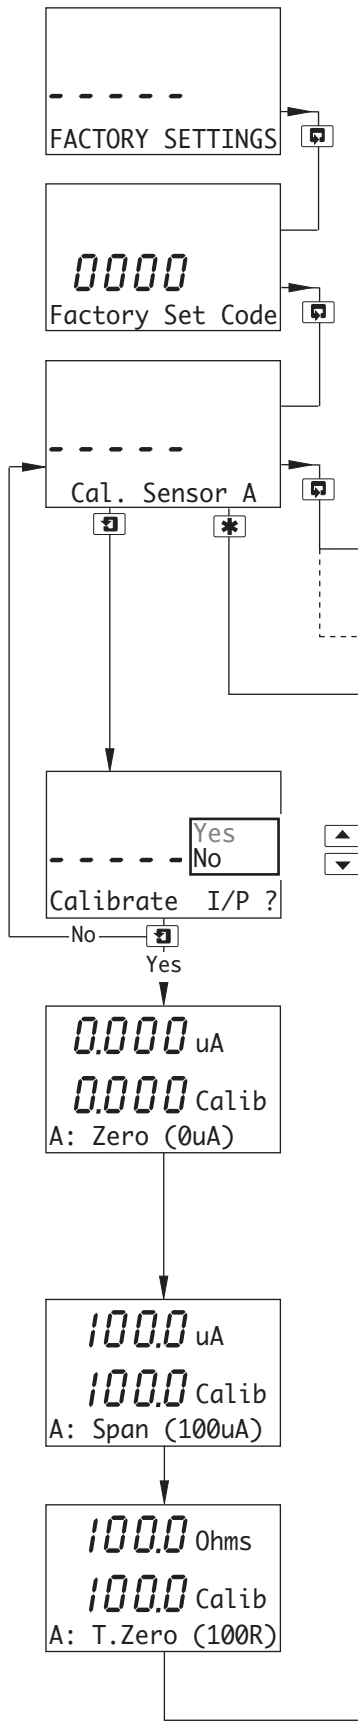 - - - - -
FACTORY SETTINGS
0000
Factory Set Code
- - - - -
Cal. Sensor A
Yes
- - - - - No
Calibrate I/P ?
No
Yes
0.000 uA
0.000 Calib
A: Zero (0uA)
100.0 uA
100.0 Calib
A: Span (100uA)
100.0 Ohms
100.0 Calib
A: T.Zero (100R)